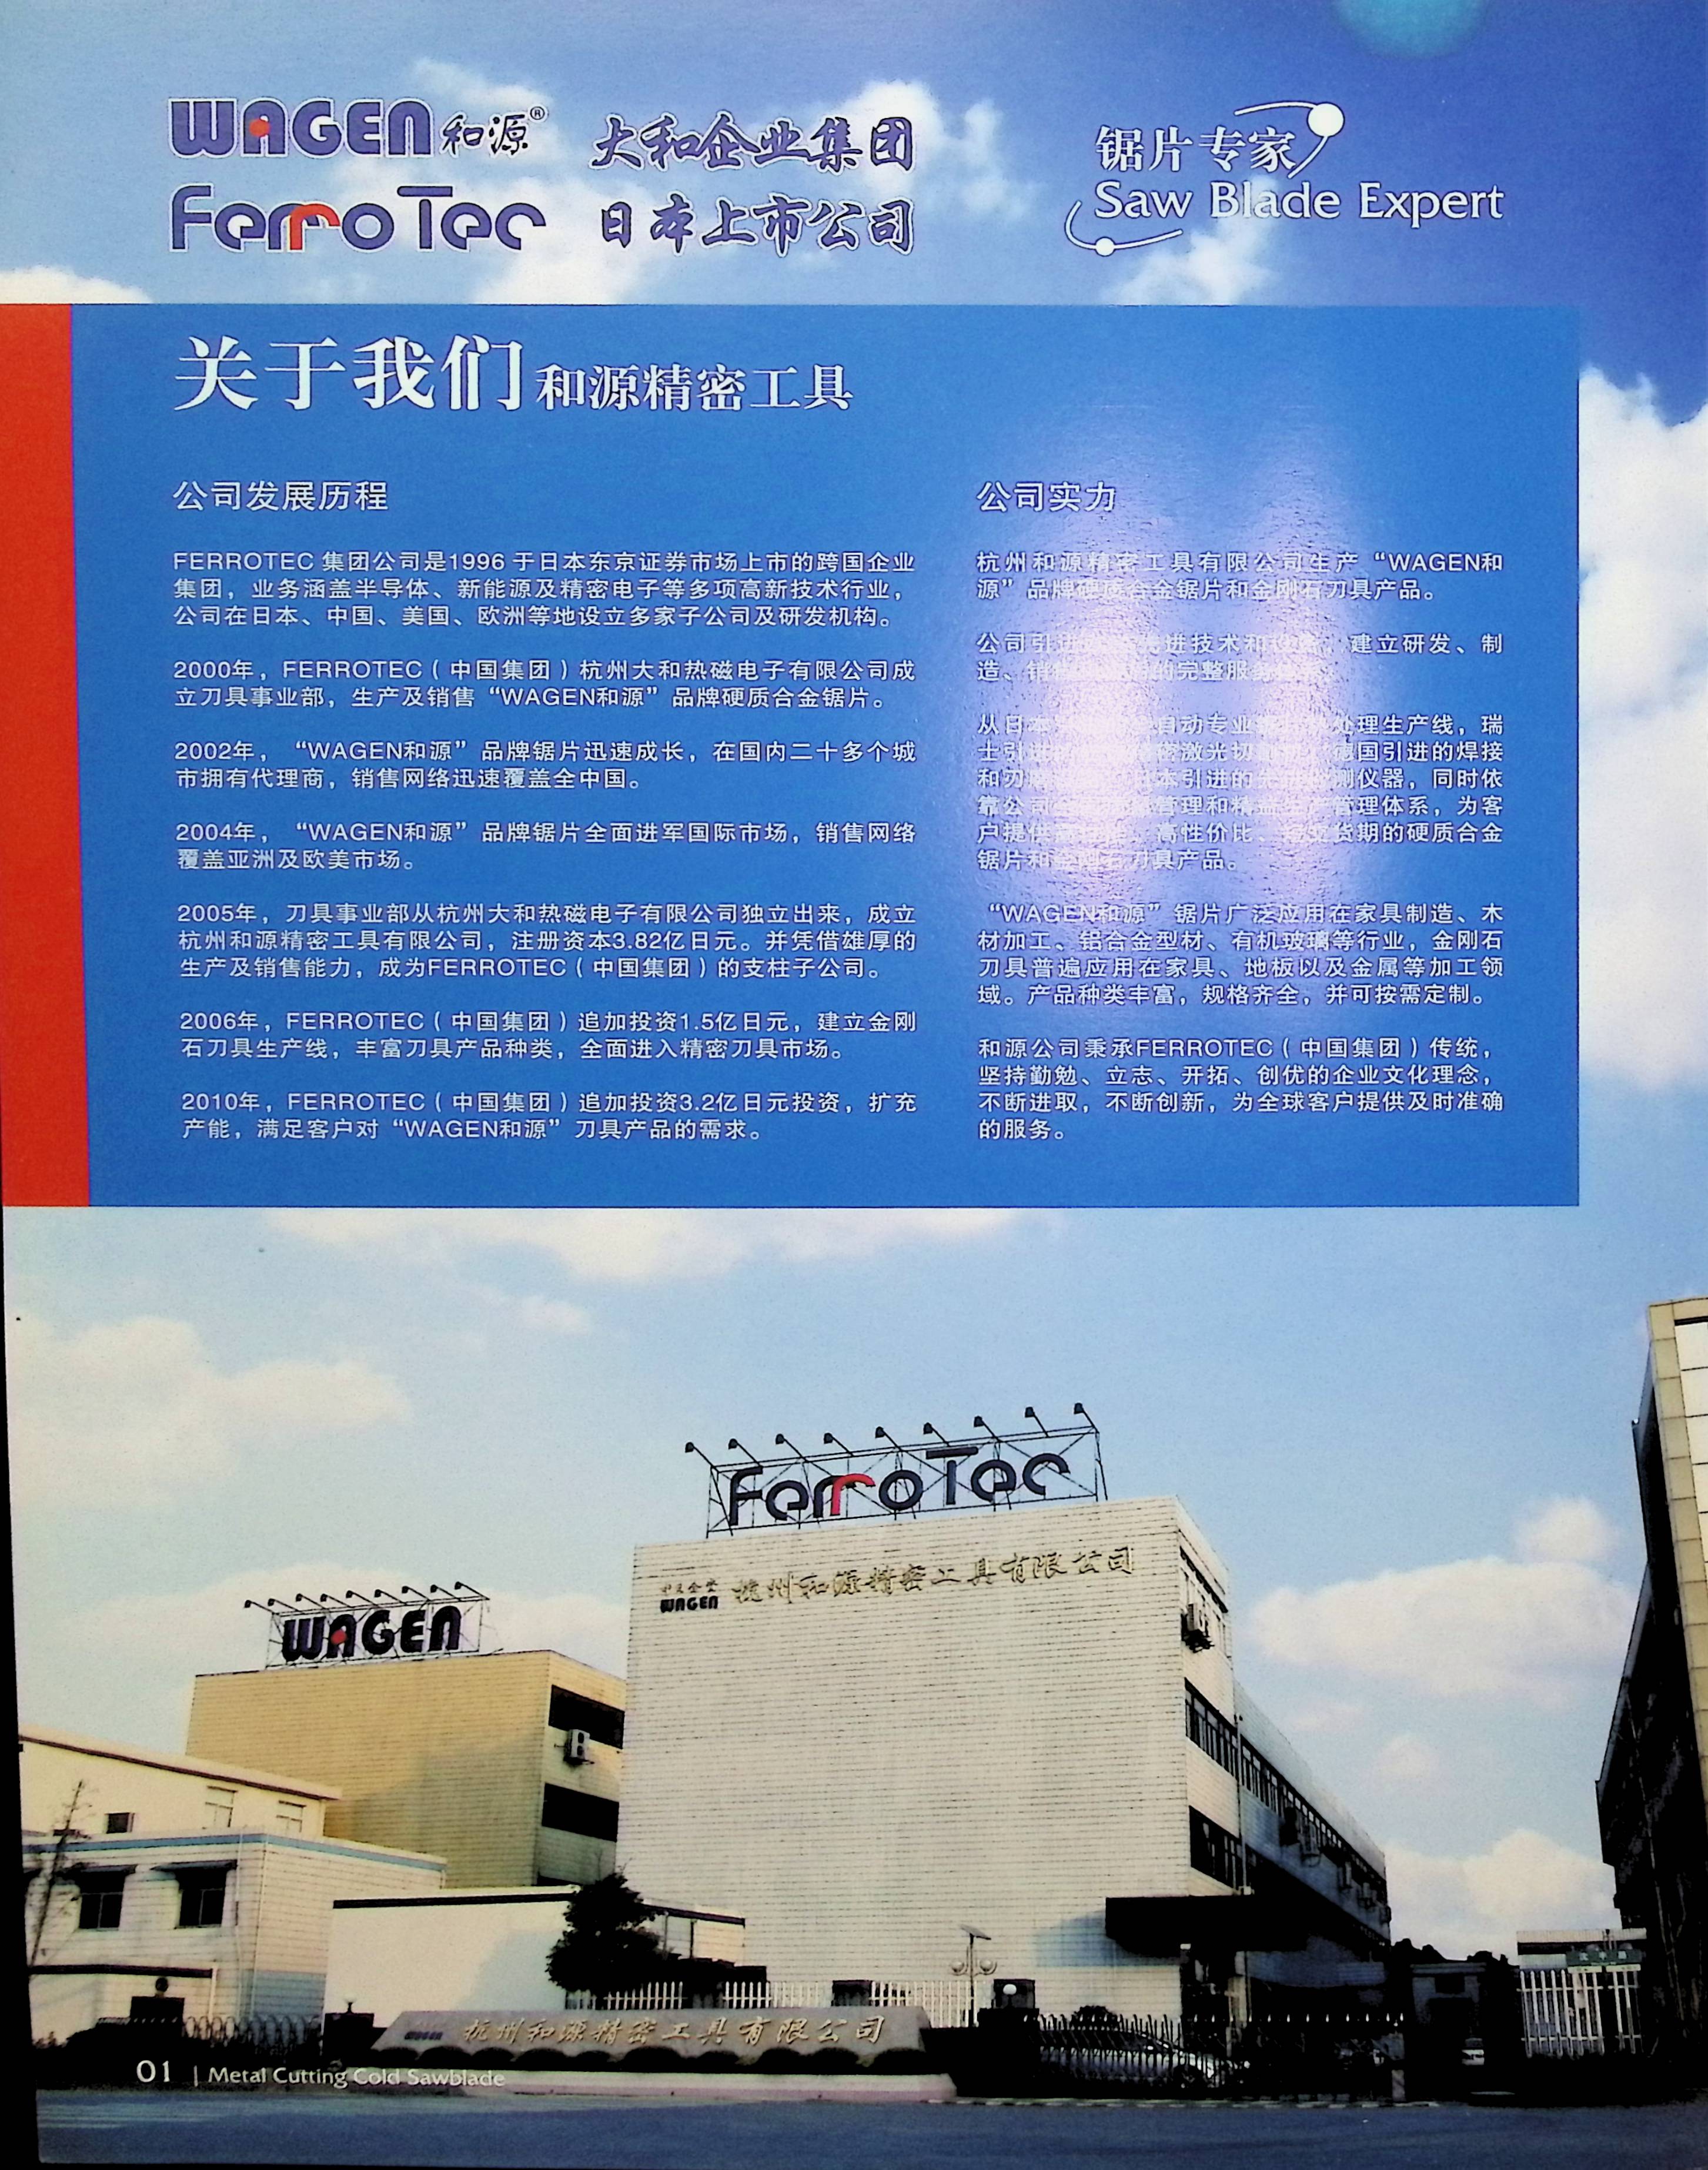 WAGEN和源®
大和企业集团
FerroTec
日本上市公司
锯片专家
Saw Blade Expert
关于我们 和源精密工具
公司发展历程
FERROTEC 集团公司是1996 于日本东京证券市场上市的跨国企业
集团，业务涵盖半导体、新能源及精密电子等多项高新技术行业，
公司在日本、中国、美国、欧洲等地设立多家子公司及研发机构。
2000年，FERROTEC（中国集团）杭州大和热磁电子有限公司成
立刀具事业部，生产及销售“WAGEN和源”品牌硬质合金锯片。
2002年，“WAGEN和源”品牌锯片迅速成长，在国内二十多个城
市拥有代理商，销售网络迅速覆盖全中国。
2004年，“WAGEN和源”品牌锯片全面进军国际市场，销售网络
覆盖亚洲及欧美市场。
2005年，刀具事业部从杭州大和热磁电子有限公司独立出来，成立
杭州和源精密工具有限公司，注册资本3.82亿日元。并凭借雄厚的
生产及销售能力，成为FERROTEC（中国集团）的支柱子公司。
2006年，FERROTEC（中国集团）追加投资1.5亿日元，建立金刚
石刀具生产线，丰富刀具产品种类，全面进入精密刀具市场。
2010年，FERROTEC（中国集团）追加投资3.2亿日元投资，扩充
产能，满足客户对“WAGEN和源”刀具产品的需求。
公司实力
杭州和源精密工具有限公司生产“WAGEN和
源”品牌硬质合金锯片和金刚石刀具产品。
公司引进 进技术和 建立研发、制
造、销 的完整服务
从日本 自动专业 处理生产线，瑞
士引进 激光切 德国引进的焊接
和刃 本引进的 测仪器，同时依
靠公司 管理和精益 管理体系，为客
户提供 高性价比、 货期的硬质合金
锯片和金刚石刀具产品。
“WAGEN和源”锯片广泛应用在家具制造、木
材加工、铝合金型材、有机玻璃等行业，金刚石
刀具普遍应用在家具、地板以及金属等加工领
域。产品种类丰富，规格齐全，并可按需定制。
和源公司秉承FERROTEC（中国集团）传统，
坚持勤勉、立志、开拓、创优的企业文化理念，
不断进取，不断创新，为全球客户提供及时准确
的服务。
FerroTec
WAGEN 杭州和源精密工具有限公司
WAGEN
WAGEN 杭州和源精密工具有限公司
01 | Metal Cutting Cold Sawblade